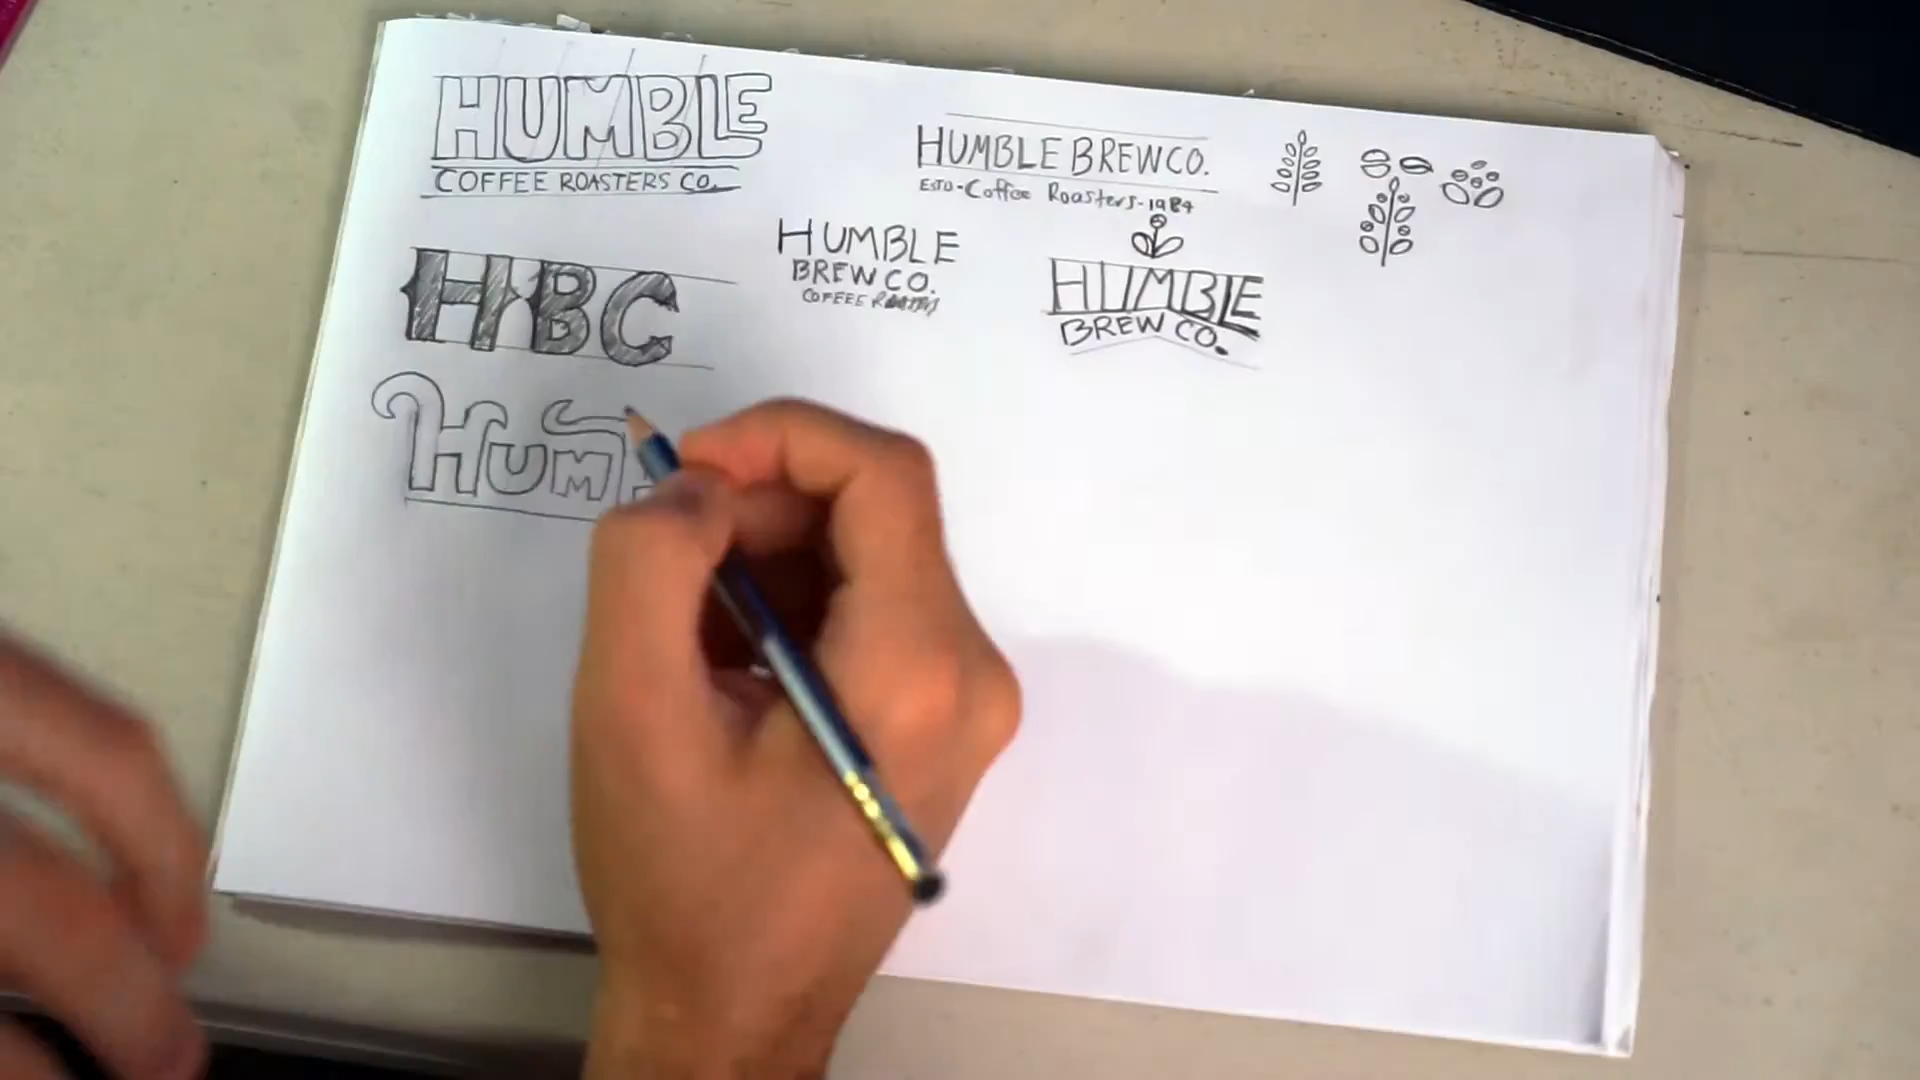 HUMBLE
COFFEE ROASTERS CO.
HUMBLE BREW CO.
ESTD-Coffee Roasters-1984
HUMBLE
BREW CO.
COFEEE
HUMBLE
BREW CO.
HBC
HUM